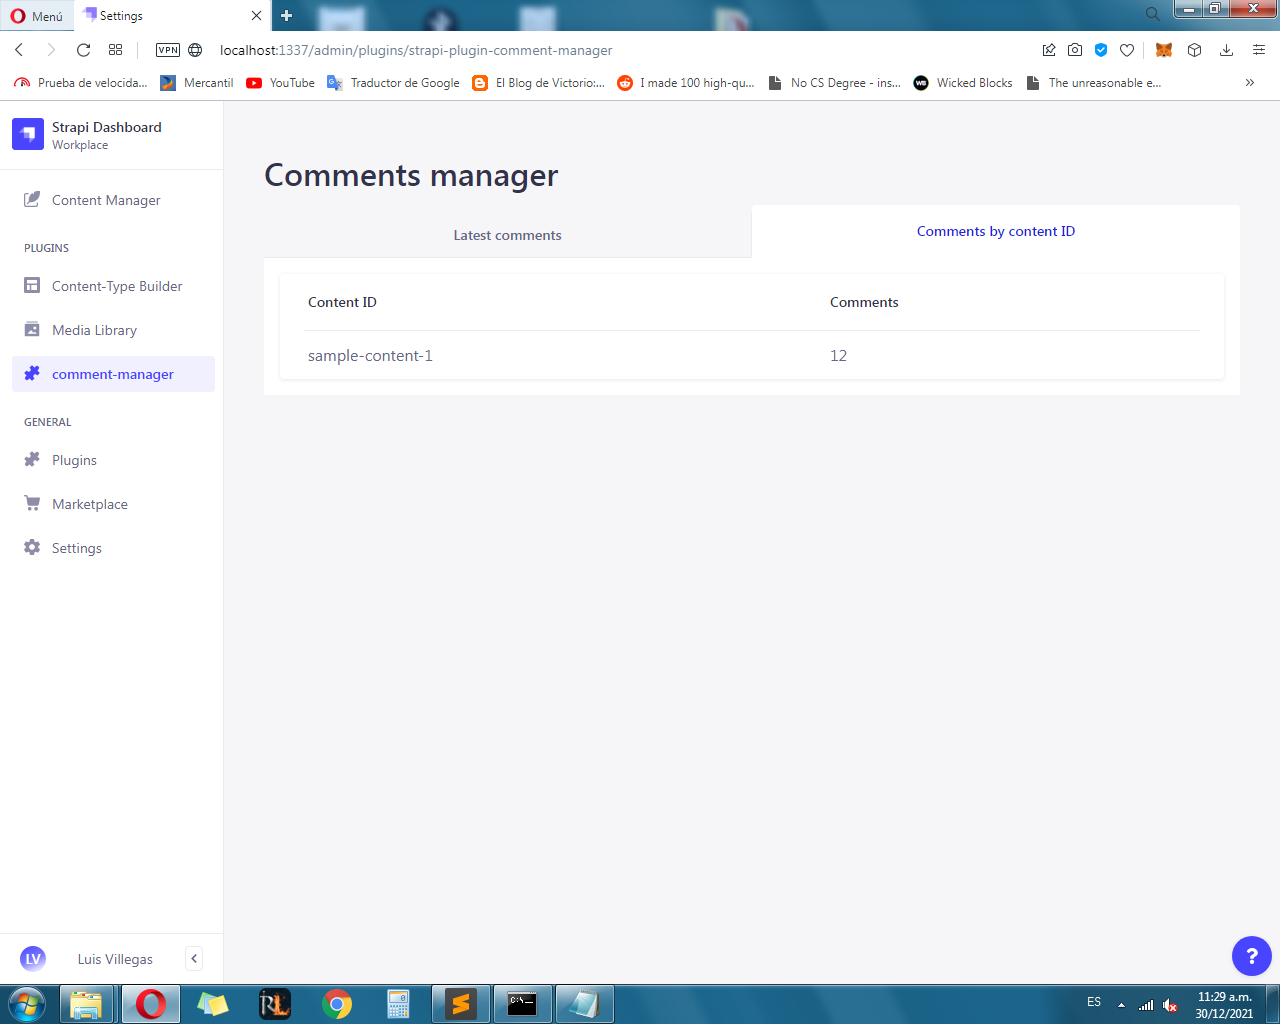 Menú
Settings
VPN
localhost:1337/admin/plugins/strapi-plugin-comment-manager
Prueba de velocida...
Mercantil
YouTube
Traductor de Google
El Blog de Victorio:...
I made 100 high-qu...
No CS Degree - ins...
WB
Wicked Blocks
The unreasonable e...
»
Strapi Dashboard
Workplace
Content Manager
PLUGINS
Content-Type Builder
Media Library
comment-manager
GENERAL
Plugins
Marketplace
Settings
Comments manager
Latest comments
Comments by content ID
Content ID
Comments
sample-content-1
12
LV
Luis Villegas
?
RL
C:\_
ES
11:29 a.m.
30/12/2021